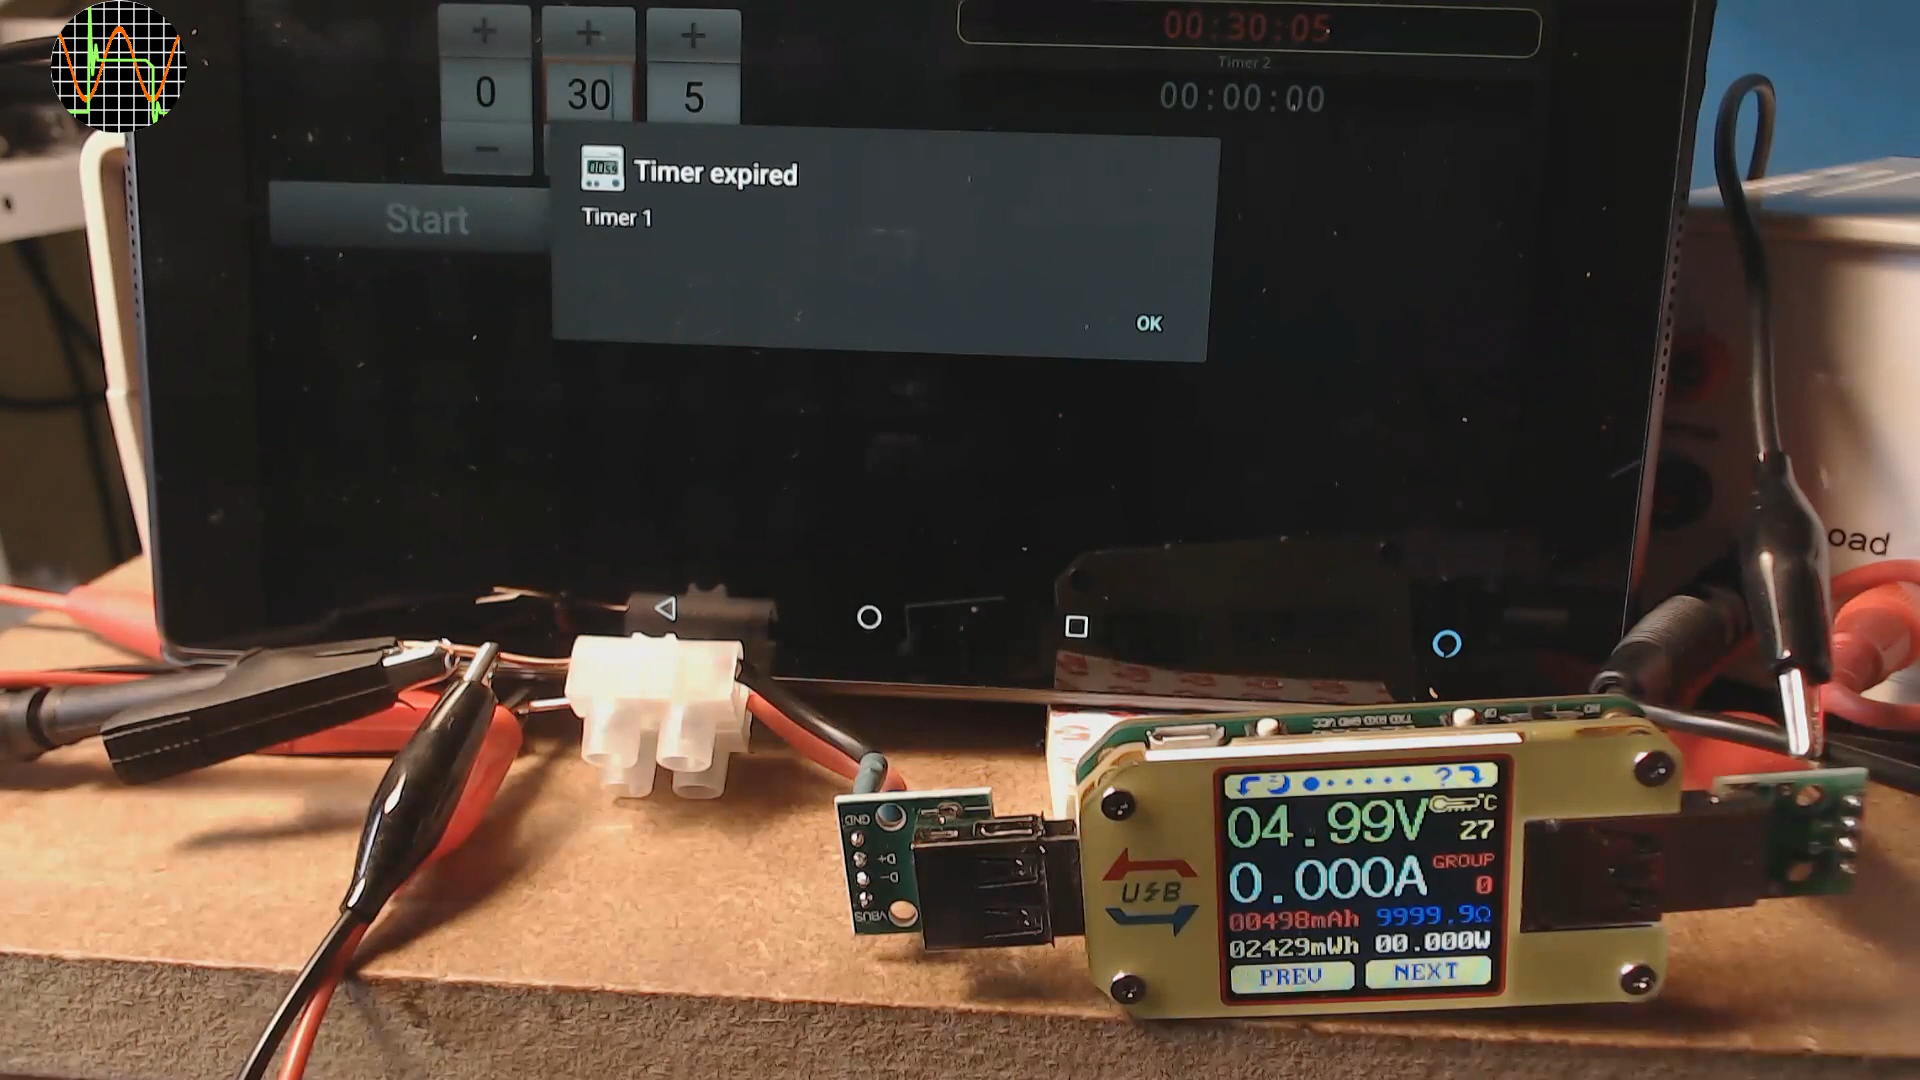 + + +
0 30 5
-
Start
00:30:05
Timer 2
00:00:00
Timer expired
Timer 1
OK
oad
GND
D+
D-
VBUS
USB
?
04.99V
°C
27
0.000A
GROUP
0
00498mAh 9999.9Ω
02429mWh 00.000W
PREV NEXT